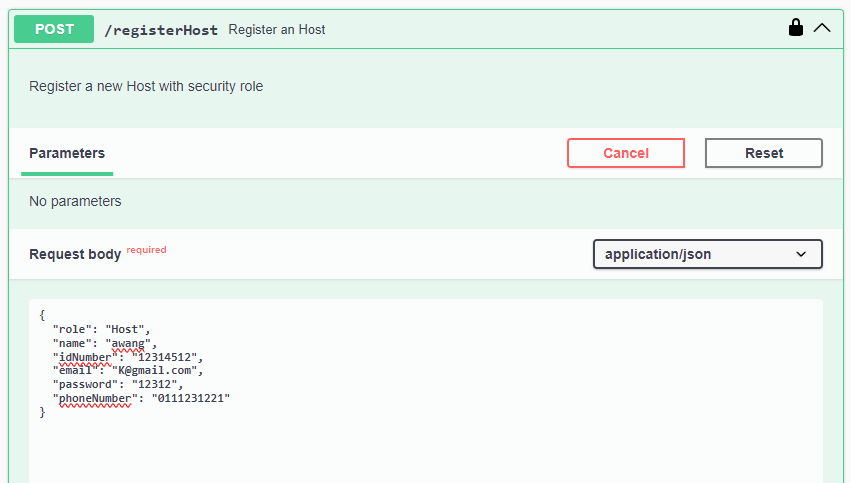 POST /registerHost Register an Host
Register a new Host with security role
Parameters Cancel Reset
No parameters
Request body required application/json
{
"role": "Host",
"name": "awang",
"idNumber": "12314512",
"email": "K@gmail.com",
"password": "12312",
"phoneNumber": "0111231221"
}